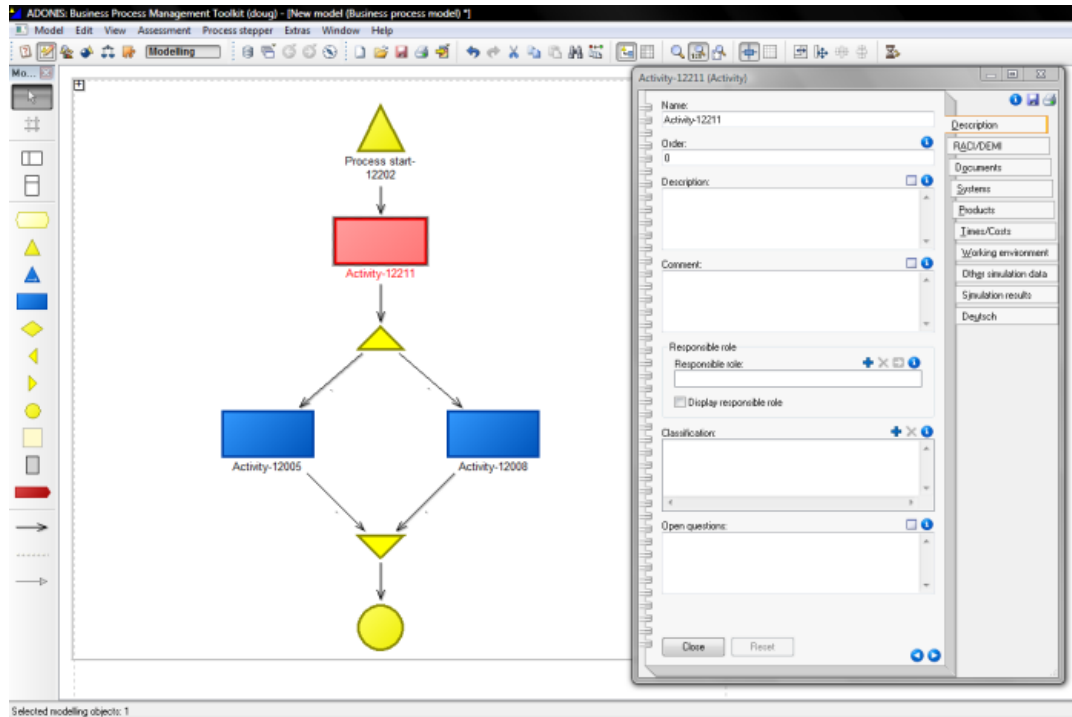 ADONIS: Business Process Management Toolkit (doug) - [New model (Business process model) *]
Model Edit View Assessment Process stepper Extras Window Help
Modelling
Mo...
Process start-
12202
Activity-12211
Activity-12005
Activity-12008
Activity-12211 (Activity)
Name:
Activity-12211
Order:
0
Description:
Comment:
Responsible role
Responsible role:
Display responsible role
Classification:
Open questions:
Close
Reset
Description
RACI/DEMI
Documents
Systems
Products
Times/Costs
Working environment
Other simulation data
Simulation results
Deutsch
Selected modelling objects: 1